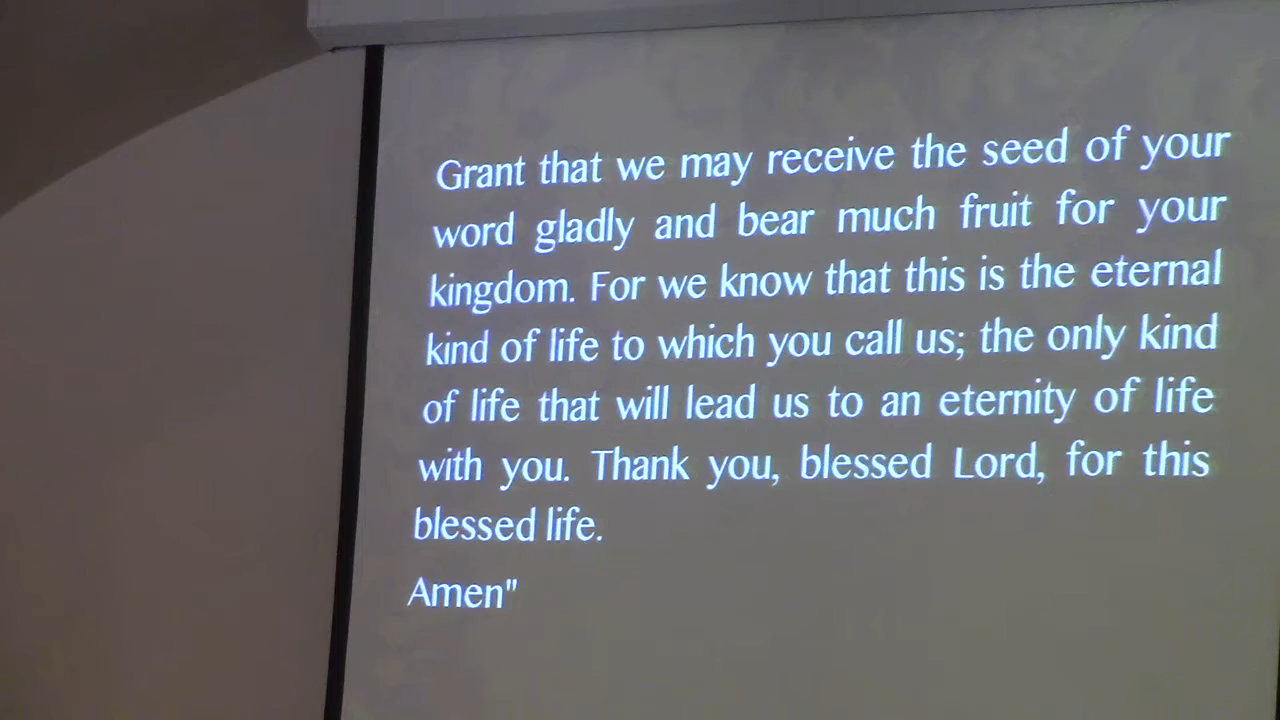 Grant that we may receive the seed of your
word gladly and bear much fruit for your
kingdom. For we know that this is the eternal
kind of life to which you call us; the only kind
of life that will lead us to an eternity of life
with you. Thank you, blessed Lord, for this
blessed life.
Amen"